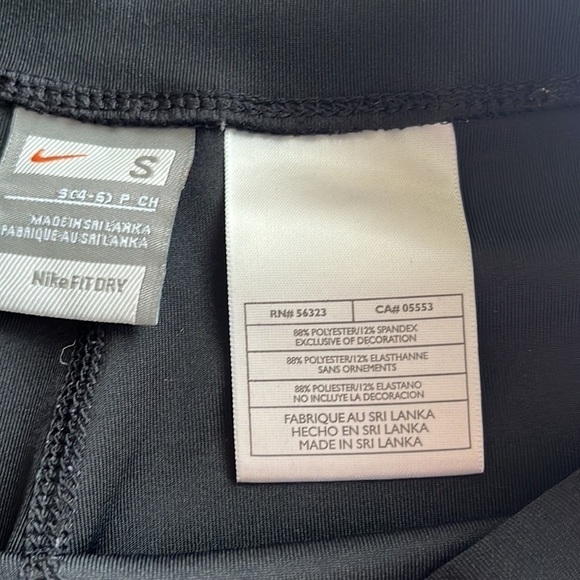 S
S(4-6) P CH
MADE IN SRI LANKA
FABRIQUE AU SRI LANKA
Nike FIT DRY
RN# 56323 CA# 05553
88% POLYESTER/12% SPANDEX
EXCLUSIVE OF DECORATION
88% POLYESTER/12% ELASTHANNE
SANS ORNEMENTS
88% POLIESTER/12% ELASTANO
NO INCLUYE LA DECORACION
FABRIQUE AU SRI LANKA
HECHO EN SRI LANKA
MADE IN SRI LANKA